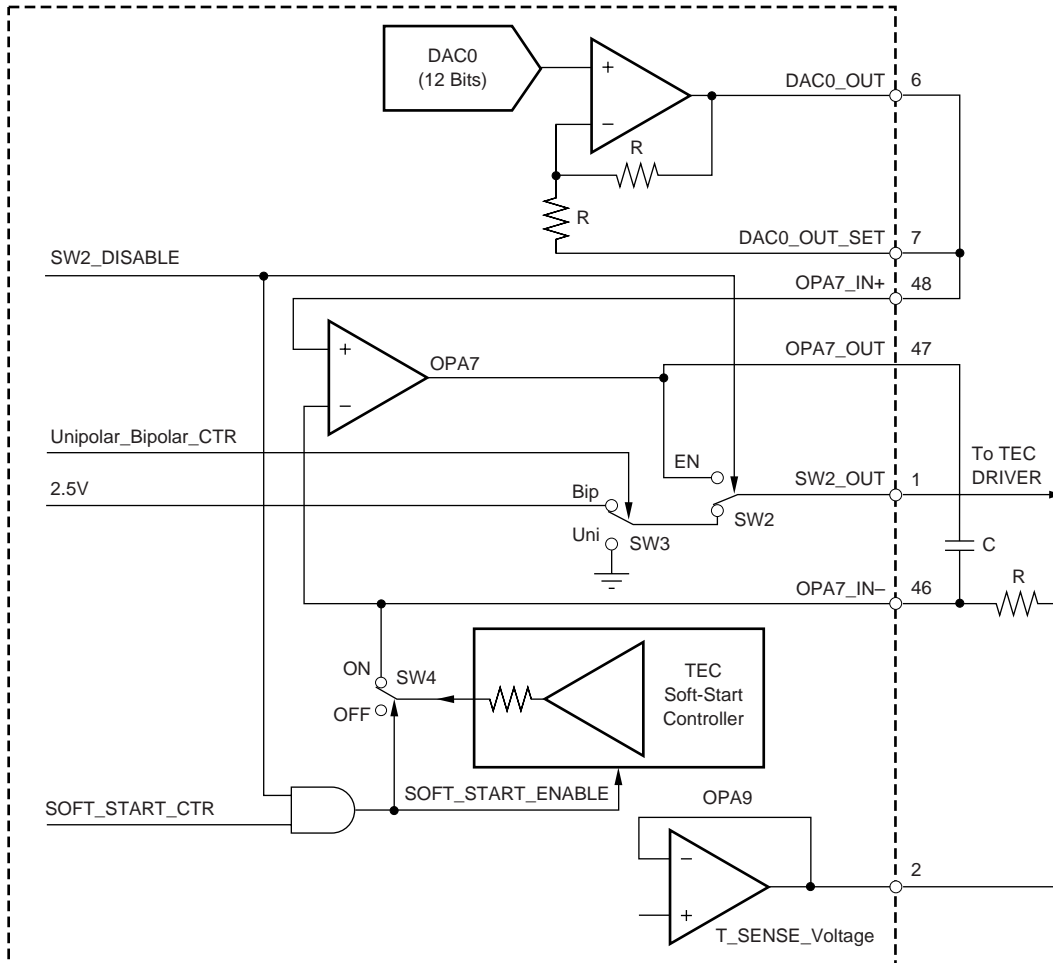 DAC0
(12 Bits)
+
–
R
R
DAC0_OUT
6
DAC0_OUT_SET
7
SW2_DISABLE
OPA7_IN+
48
+
–
OPA7
OPA7_OUT
47
Unipolar_Bipolar_CTR
EN
To TEC
DRIVER
2.5V
Bip
SW2_OUT
1
SW2
Uni
SW3
C
R
OPA7_IN–
46
ON
SW4
OFF
TEC
Soft-Start
Controller
SOFT_START_CTR
SOFT_START_ENABLE
OPA9
–
+
2
T_SENSE_Voltage